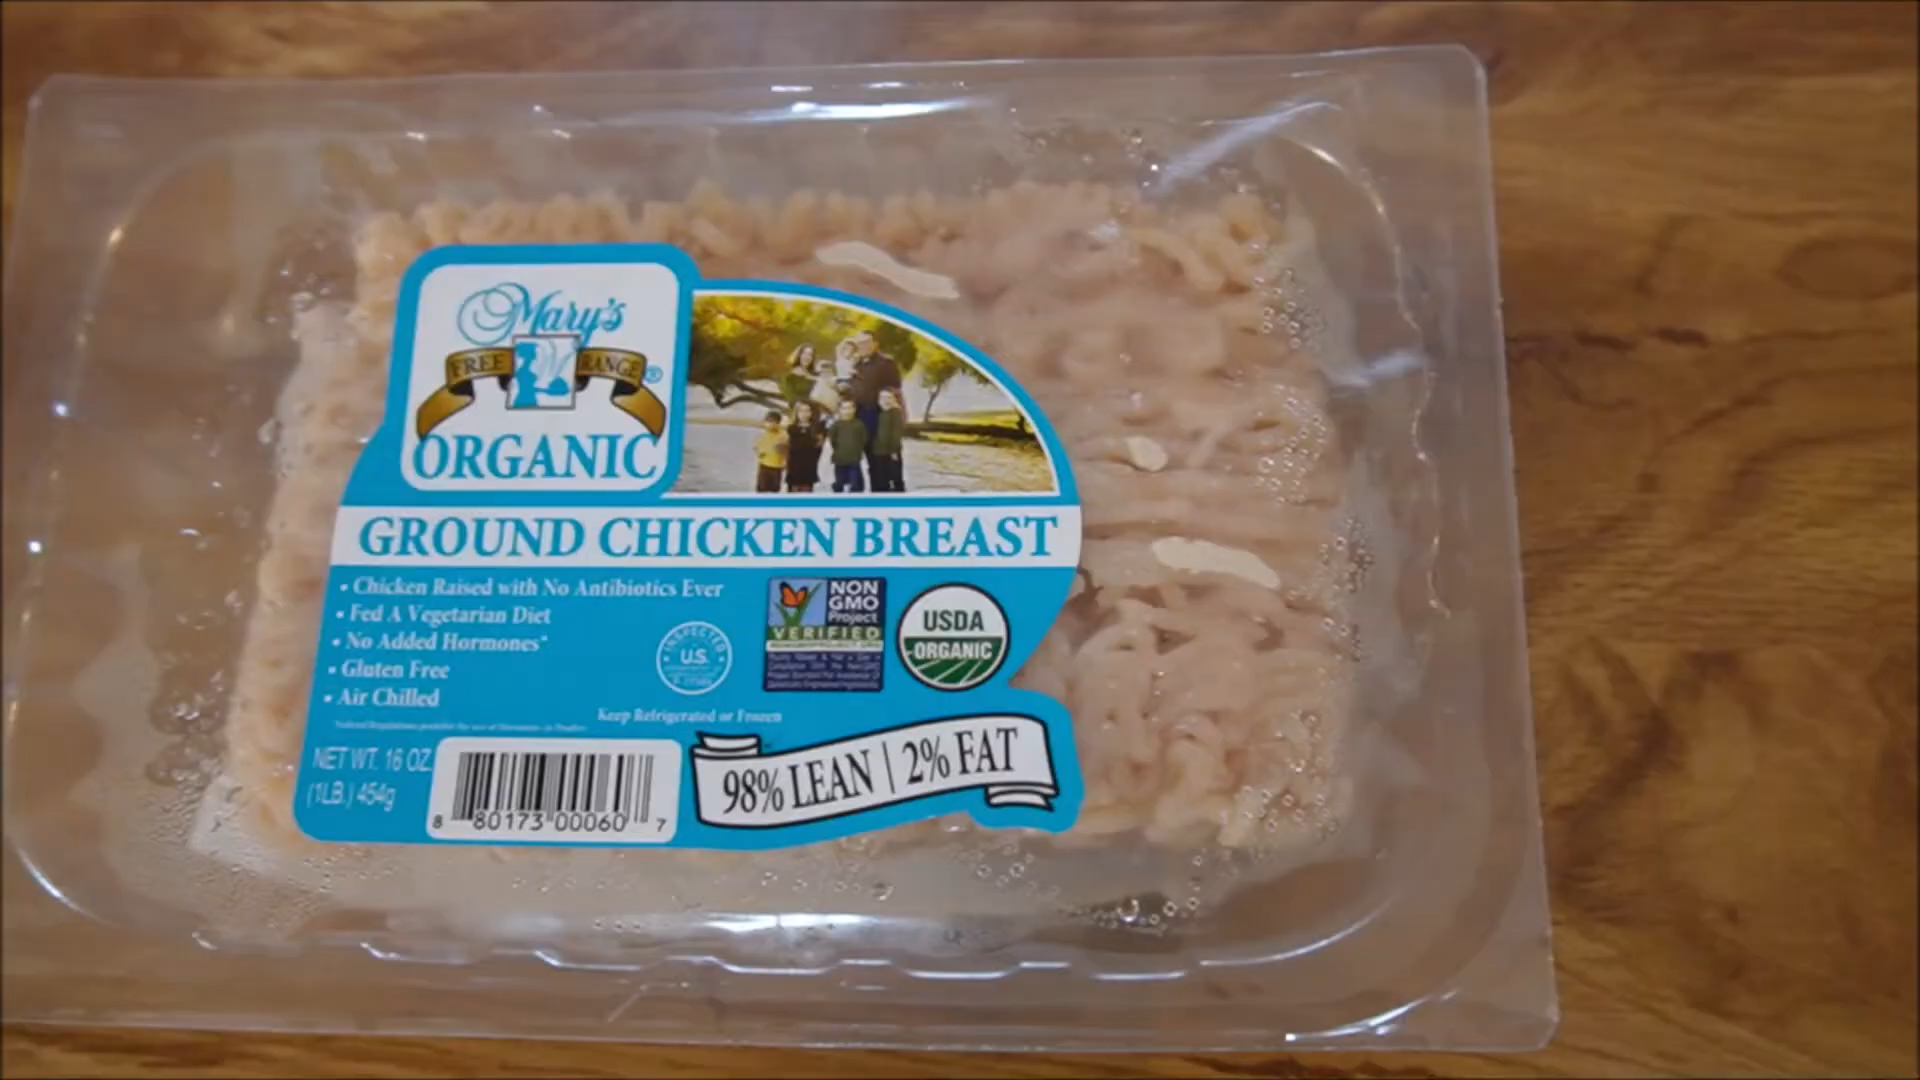 Mary's
FREE RANGE ®
ORGANIC
GROUND CHICKEN BREAST
• Chicken Raised with No Antibiotics Ever
• Fed A Vegetarian Diet
• No Added Hormones*
• Gluten Free
• Air Chilled
INSPECTED
U.S.
NON
GMO
Project
VERIFIED
USDA
ORGANIC
Keep Refrigerated or Frozen
NET WT. 16 OZ.
(1LB.) 454g
8 80173 00060 7
98% LEAN | 2% FAT